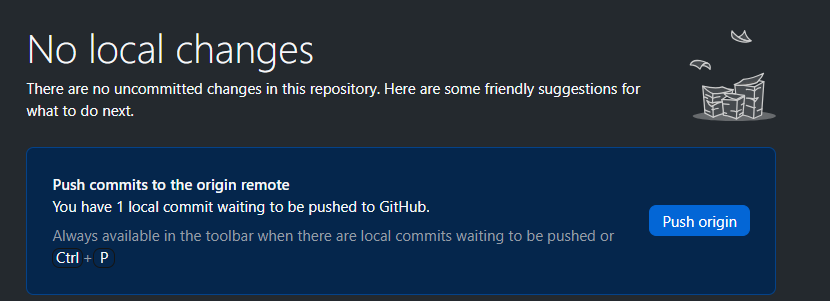 No local changes
There are no uncommitted changes in this repository. Here are some friendly suggestions for
what to do next.
Push commits to the origin remote
You have 1 local commit waiting to be pushed to GitHub.
Always available in the toolbar when there are local commits waiting to be pushed or
Ctrl + P
Push origin